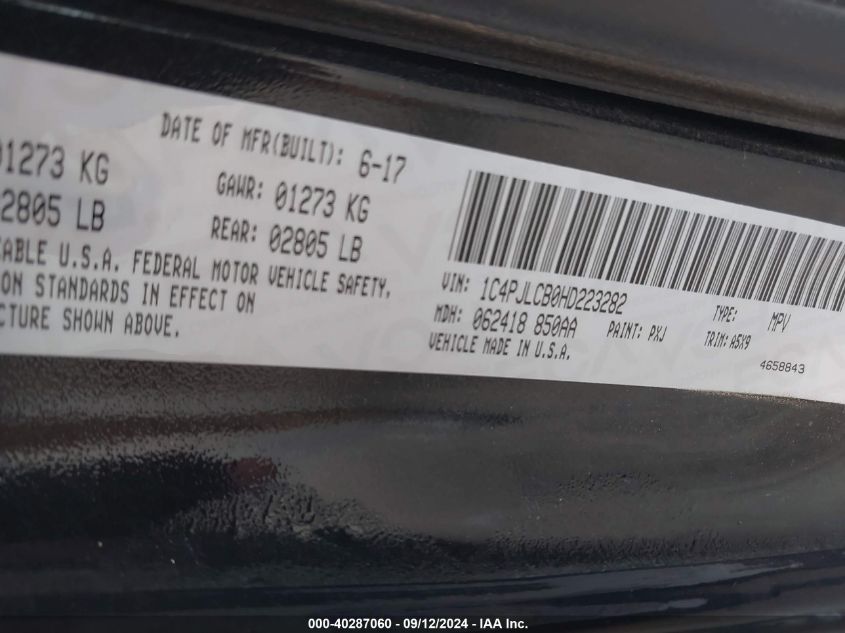 DATE OF MFR(BUILT): 6-17
01273 KG GAWR: 01273 KG
2805 LB REAR: 02805 LB
CABLE U.S.A. FEDERAL MOTOR VEHICLE SAFETY,
ON STANDARDS IN EFFECT ON
CTURE SHOWN ABOVE.
VIN: 1C4PJLCB0HD223282 TYPE: MPV
MDH: 062418 850AA PAINT: PXJ TRIM: A5X9
VEHICLE MADE IN U.S.A. 4658843
000-40287060 - 09/12/2024 - IAA Inc.